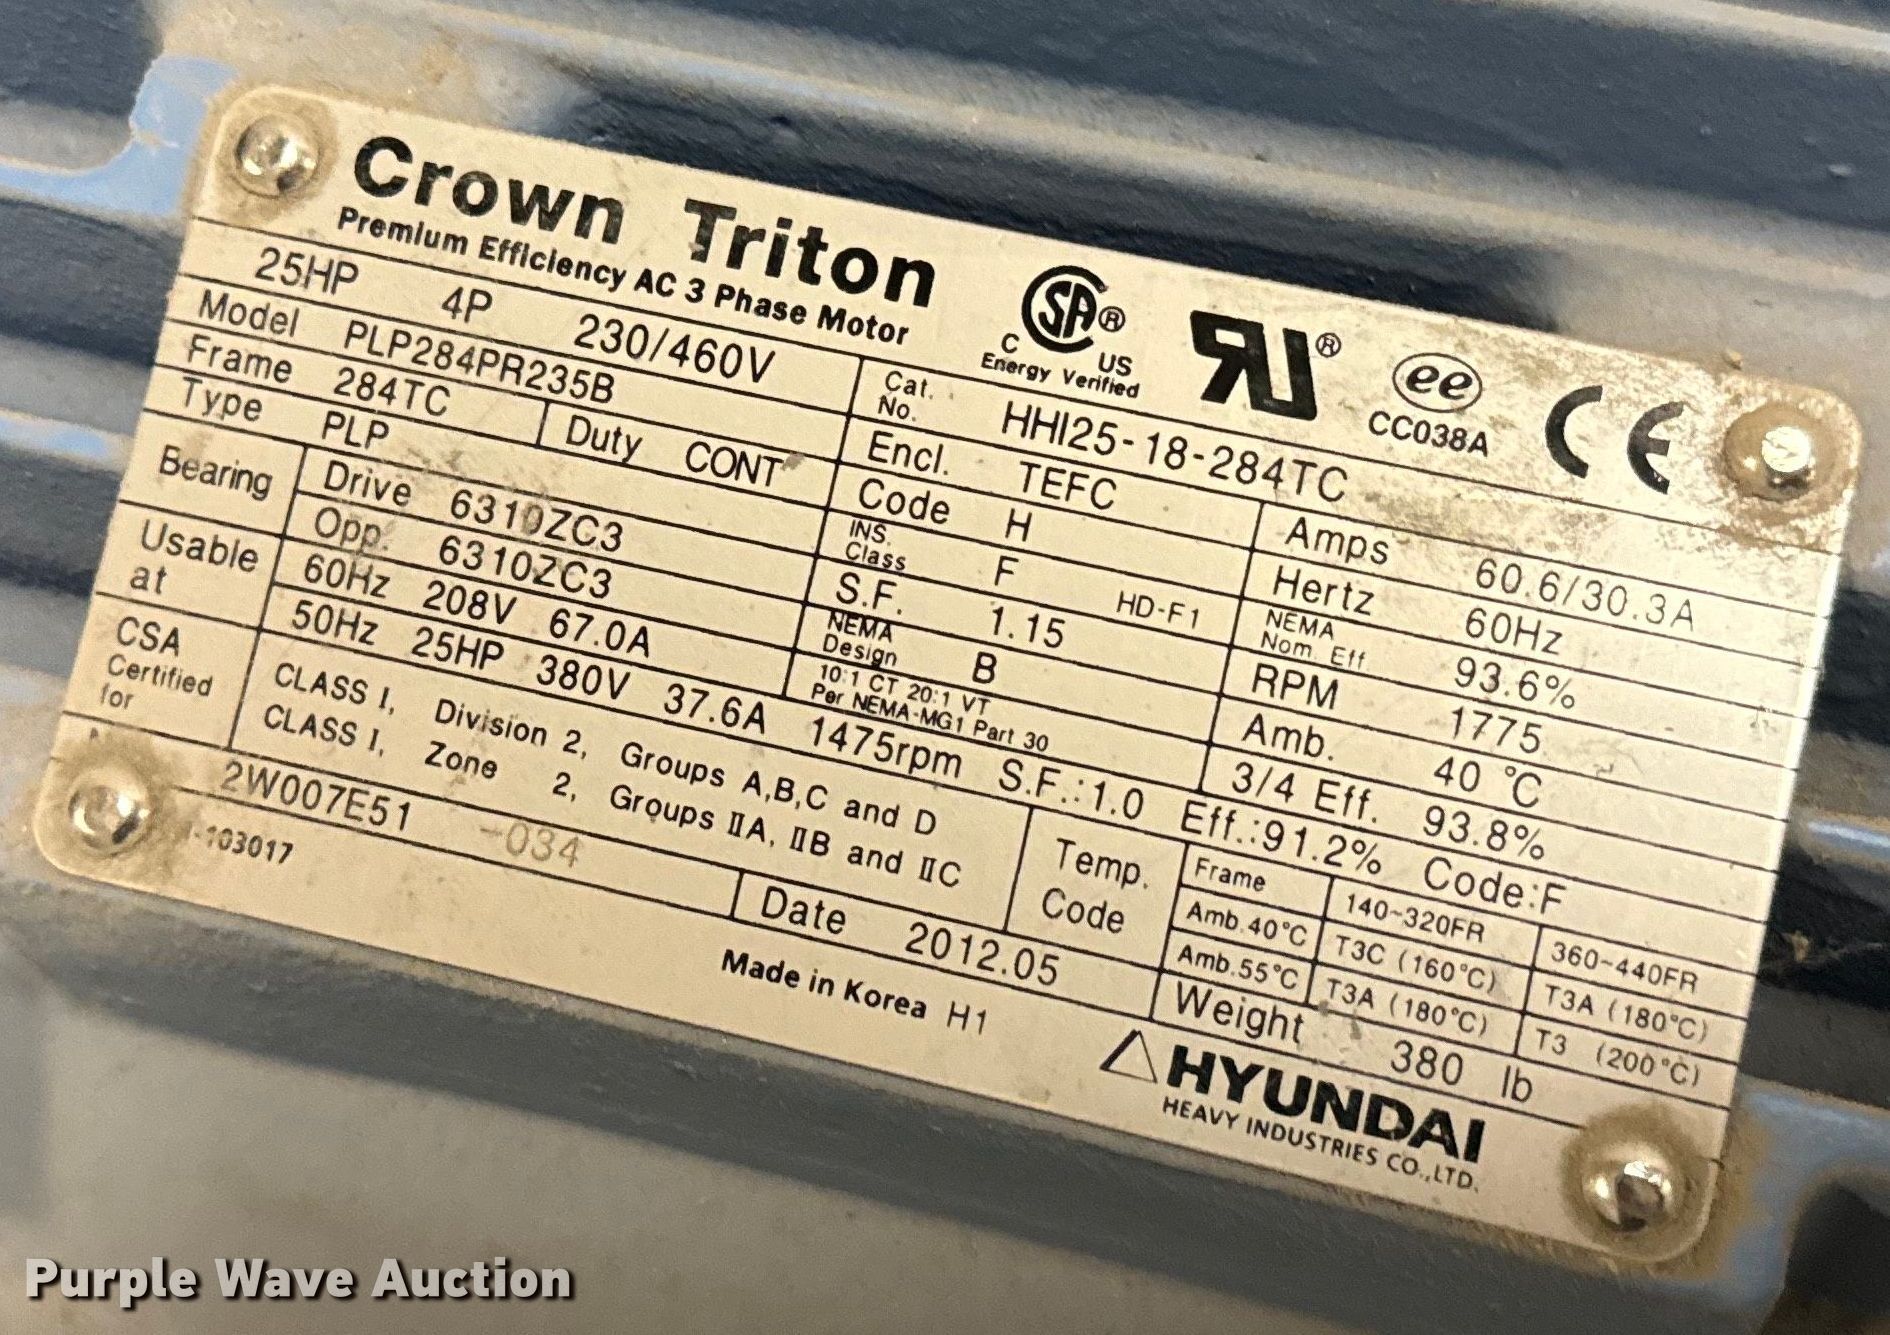 Crown Triton
Premium Efficiency AC 3 Phase Motor
SA ®
C US
Energy Verified
RU ®
ee
CC038A
CE
25HP 4P 230/460V
Cat. No. HHI25-18-284TC
Model PLP284PR235B
Encl. TEFC
Amps 60.6/30.3A
Frame 284TC Duty CONT
Code H
Hertz 60Hz
Type PLP
INS. Class F HD-F1
NEMA Nom. Eff 93.6%
Bearing Drive 6310ZC3
Opp. 6310ZC3
S.F. 1.15
RPM 1775
NEMA Design B
Amb. 40 °C
Usable at 60Hz 208V 67.0A
10:1 CT 20:1 VT
Per NEMA-MG1 Part 30
3/4 Eff. 93.8%
50Hz 25HP 380V 37.6A 1475rpm S.F.:1.0 Eff.:91.2% Code:F
CSA Certified for
CLASS I, Division 2, Groups A,B,C and D
CLASS I, Zone 2, Groups ⅡA, ⅡB and ⅡC
Temp. Code
Frame 140~320FR 360~440FR
Amb.40°C T3C (160°C) T3A (180°C)
Amb.55°C T3A (180°C) T3 (200°C)
2W007E51 -034
Date 2012.05
Weight 380 lb
-103017
Made in Korea H1
HYUNDAI
HEAVY INDUSTRIES CO.,LTD.
Purple Wave Auction